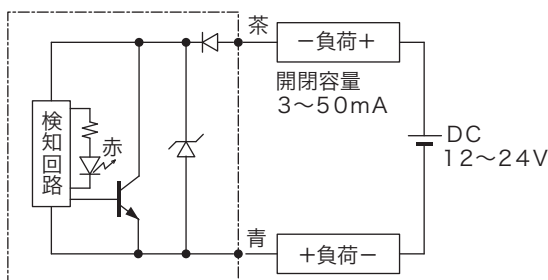 茶
−負荷+
開閉容量
3〜50mA
検知回路
赤
DC
12〜24V
青
+負荷−